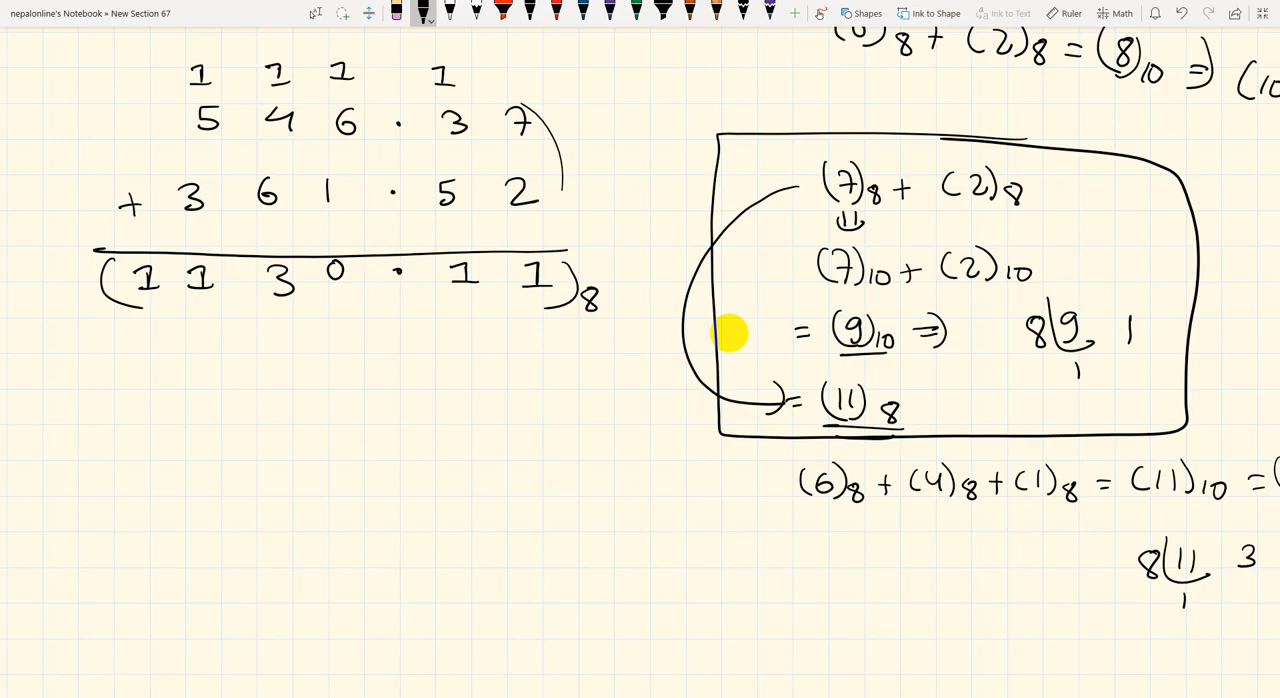 nepalonline's Notebook » New Section 67
Shapes
Ink to Shape
Ink to Text
Ruler
Math
1 1 1 1
5 4 6 . 3 7
+ 3 6 1 . 5 2
(1 1 3 0 . 1 1)8
)8 + (2)8 = (8)10 ⇒ (10
(7)8 + (2)8
(7)10 + (2)10
= (9)10 ⇒ 8 9 1
1
= (11)8
(6)8 + (4)8 + (1)8 = (11)10 = (
8 11 3
1